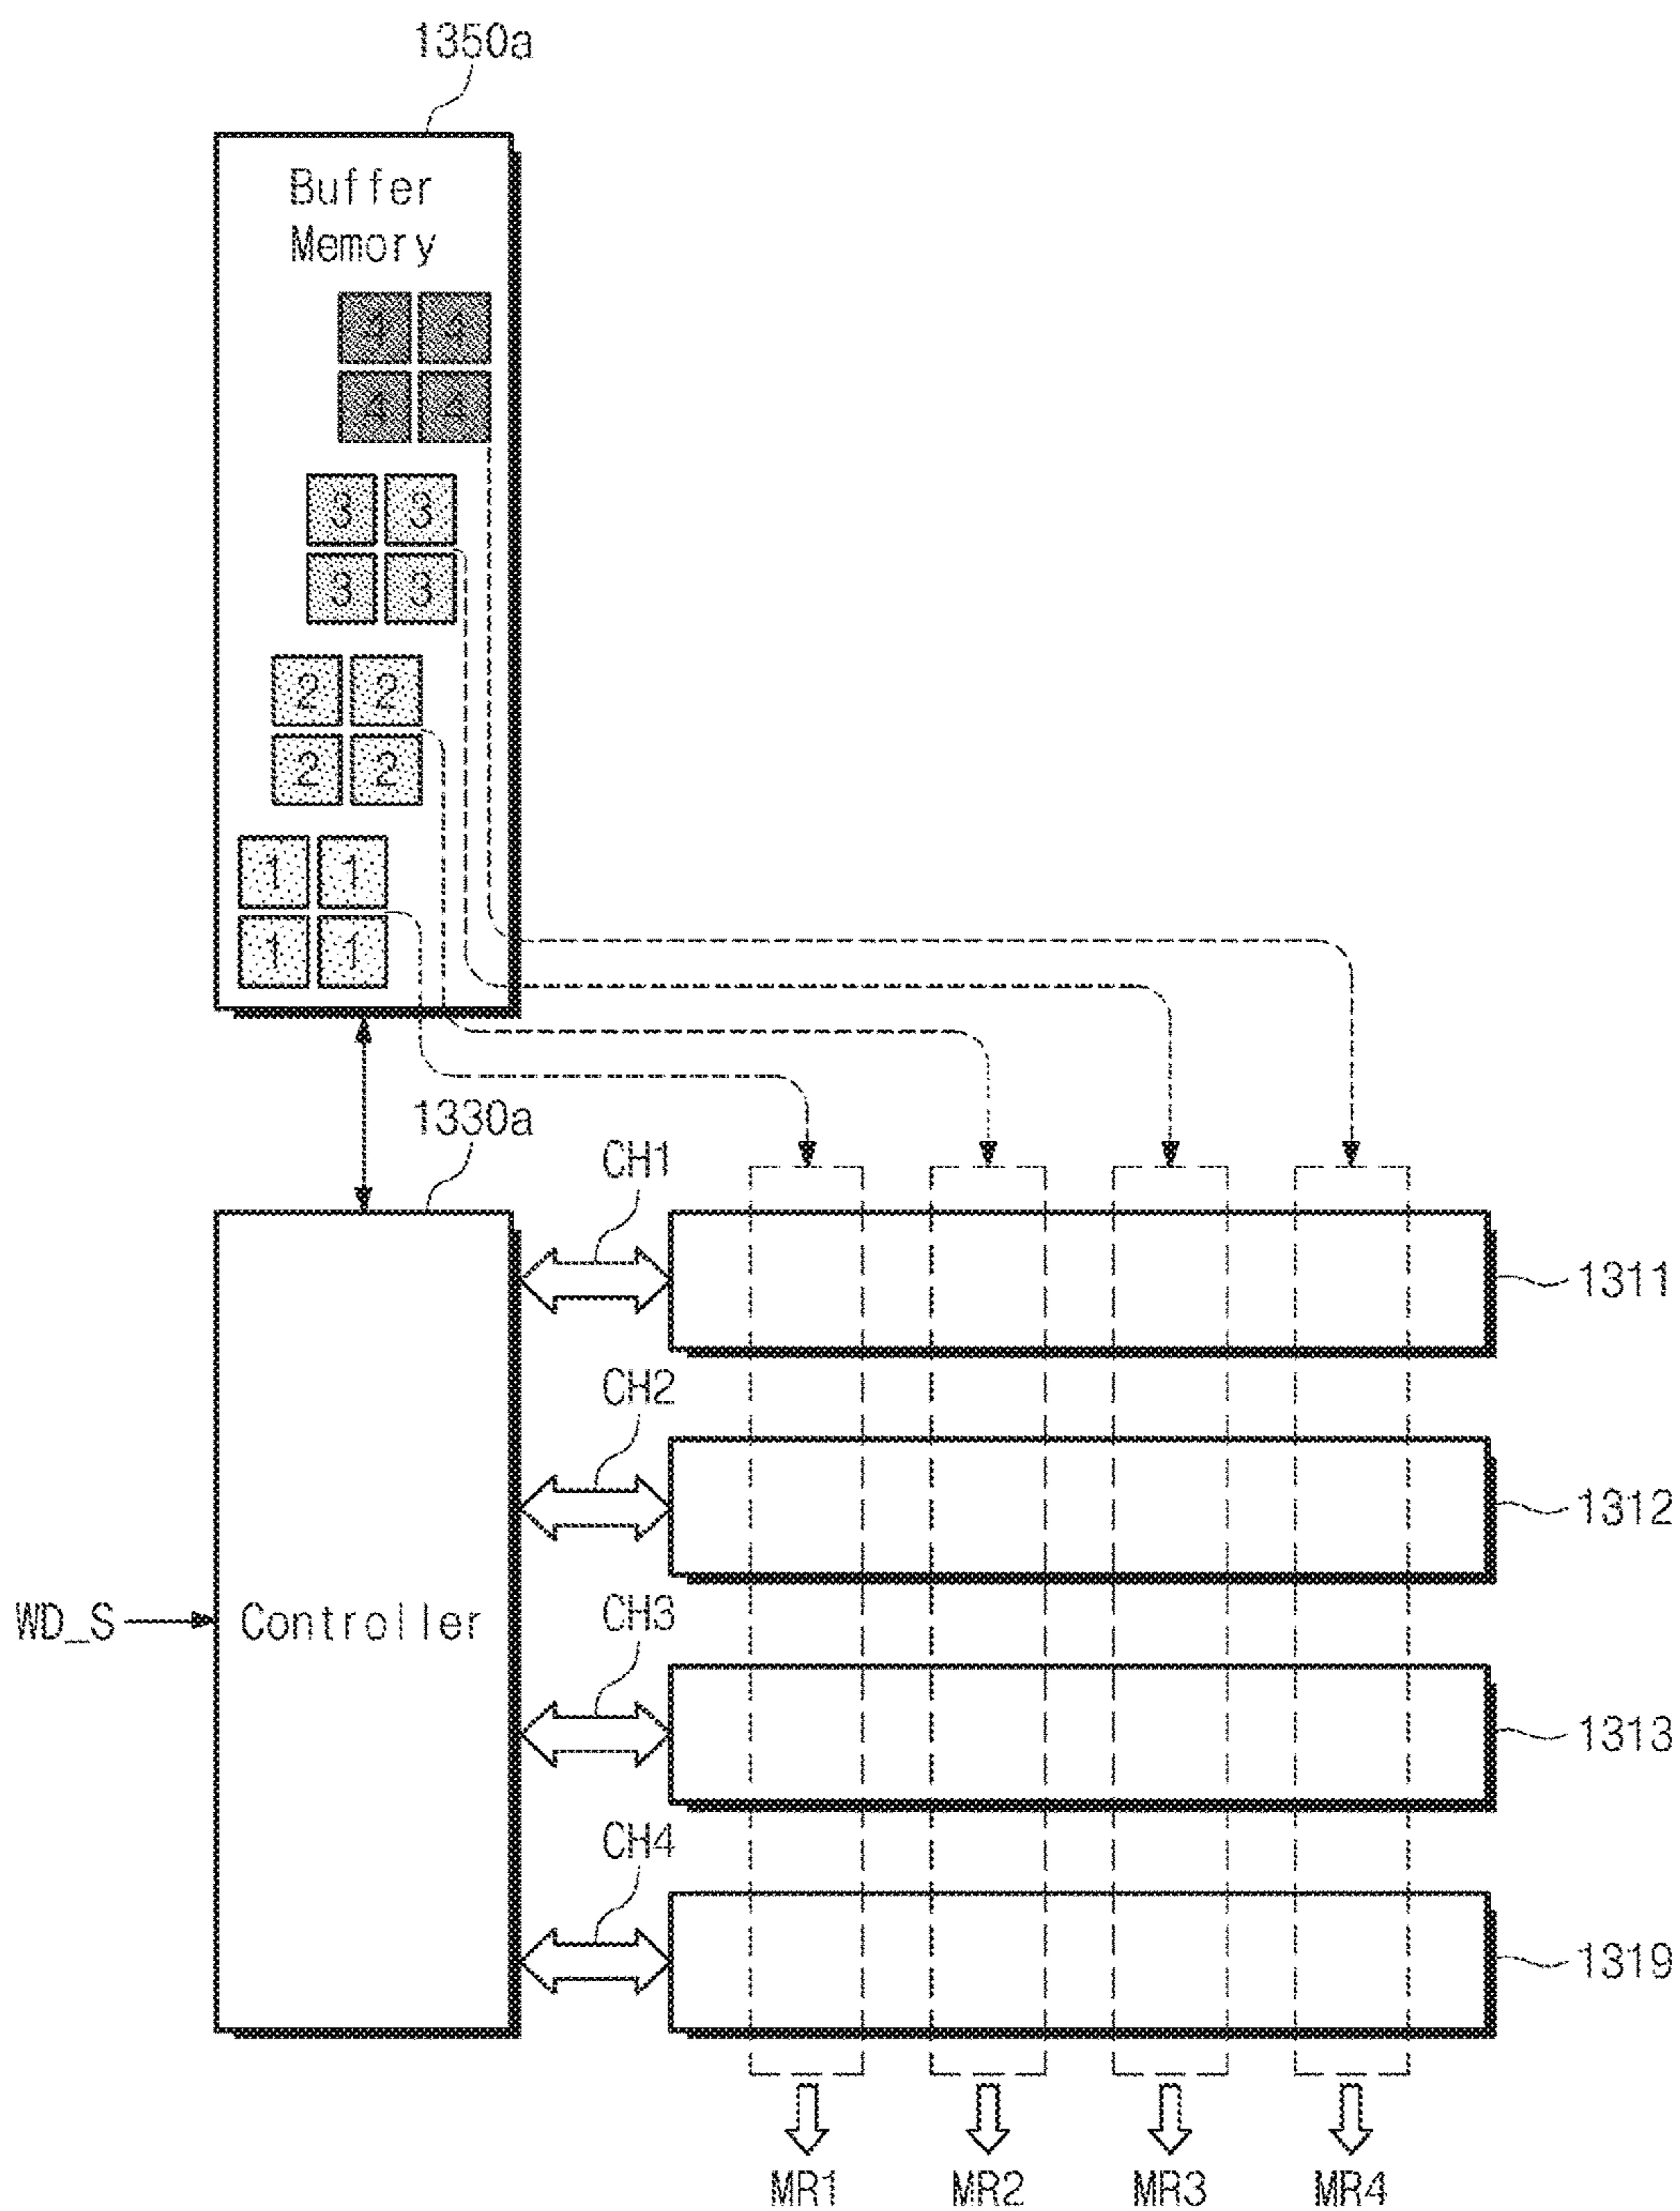 1350a
Buffer
Memory
4 4
4 4
3 3
3 3
2 2
2 2
1 1
1 1
1330a
CH1
1311
CH2
1312
CH3
WD_S
Controller
1313
CH4
1319
MR1 MR2 MR3 MR4